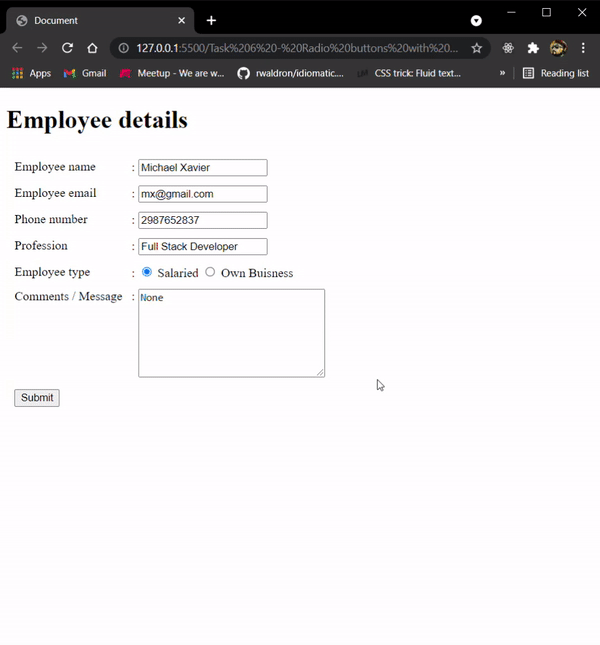 Document
127.0.0.1:5500/Task%206%20-%20Radio%20buttons%20with%20...
Apps Gmail Meetup - We are w... rwaldron/idiomatic.... CSS trick: Fluid text... » Reading list
Employee details
Employee name : Michael Xavier
Employee email : mx@gmail.com
Phone number : 2987652837
Profession : Full Stack Developer
Employee type : Salaried Own Buisness
Comments / Message : None
Submit